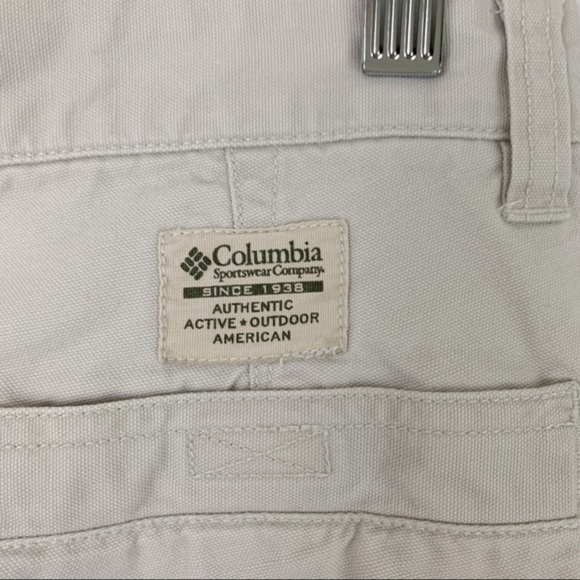 Columbia
Sportswear Company®
SINCE 1938
AUTHENTIC
ACTIVE ★ OUTDOOR
AMERICAN